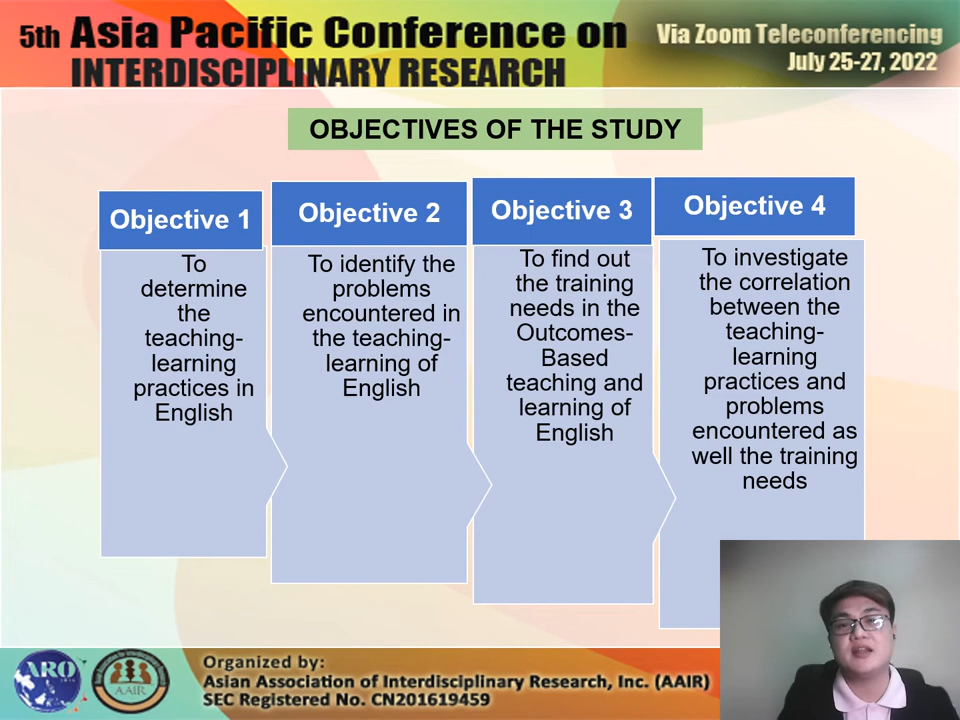 5th Asia Pacific Conference on
INTERDISCIPLINARY RESEARCH
Via Zoom Teleconferencing
July 25-27, 2022
OBJECTIVES OF THE STUDY
Objective 1
To
determine
the
teaching-
learning
practices in
English
Objective 2
To identify the
problems
encountered in
the teaching-
learning of
English
Objective 3
To find out
the training
needs in the
Outcomes-
Based
teaching and
learning of
English
Objective 4
To investigate
the correlation
between the
teaching-
learning
practices and
problems
encountered as
well the training
needs
ARO
AAIR
Organized by:
Asian Association of Interdisciplinary Research, Inc. (AAIR)
SEC Registered No. CN201619459